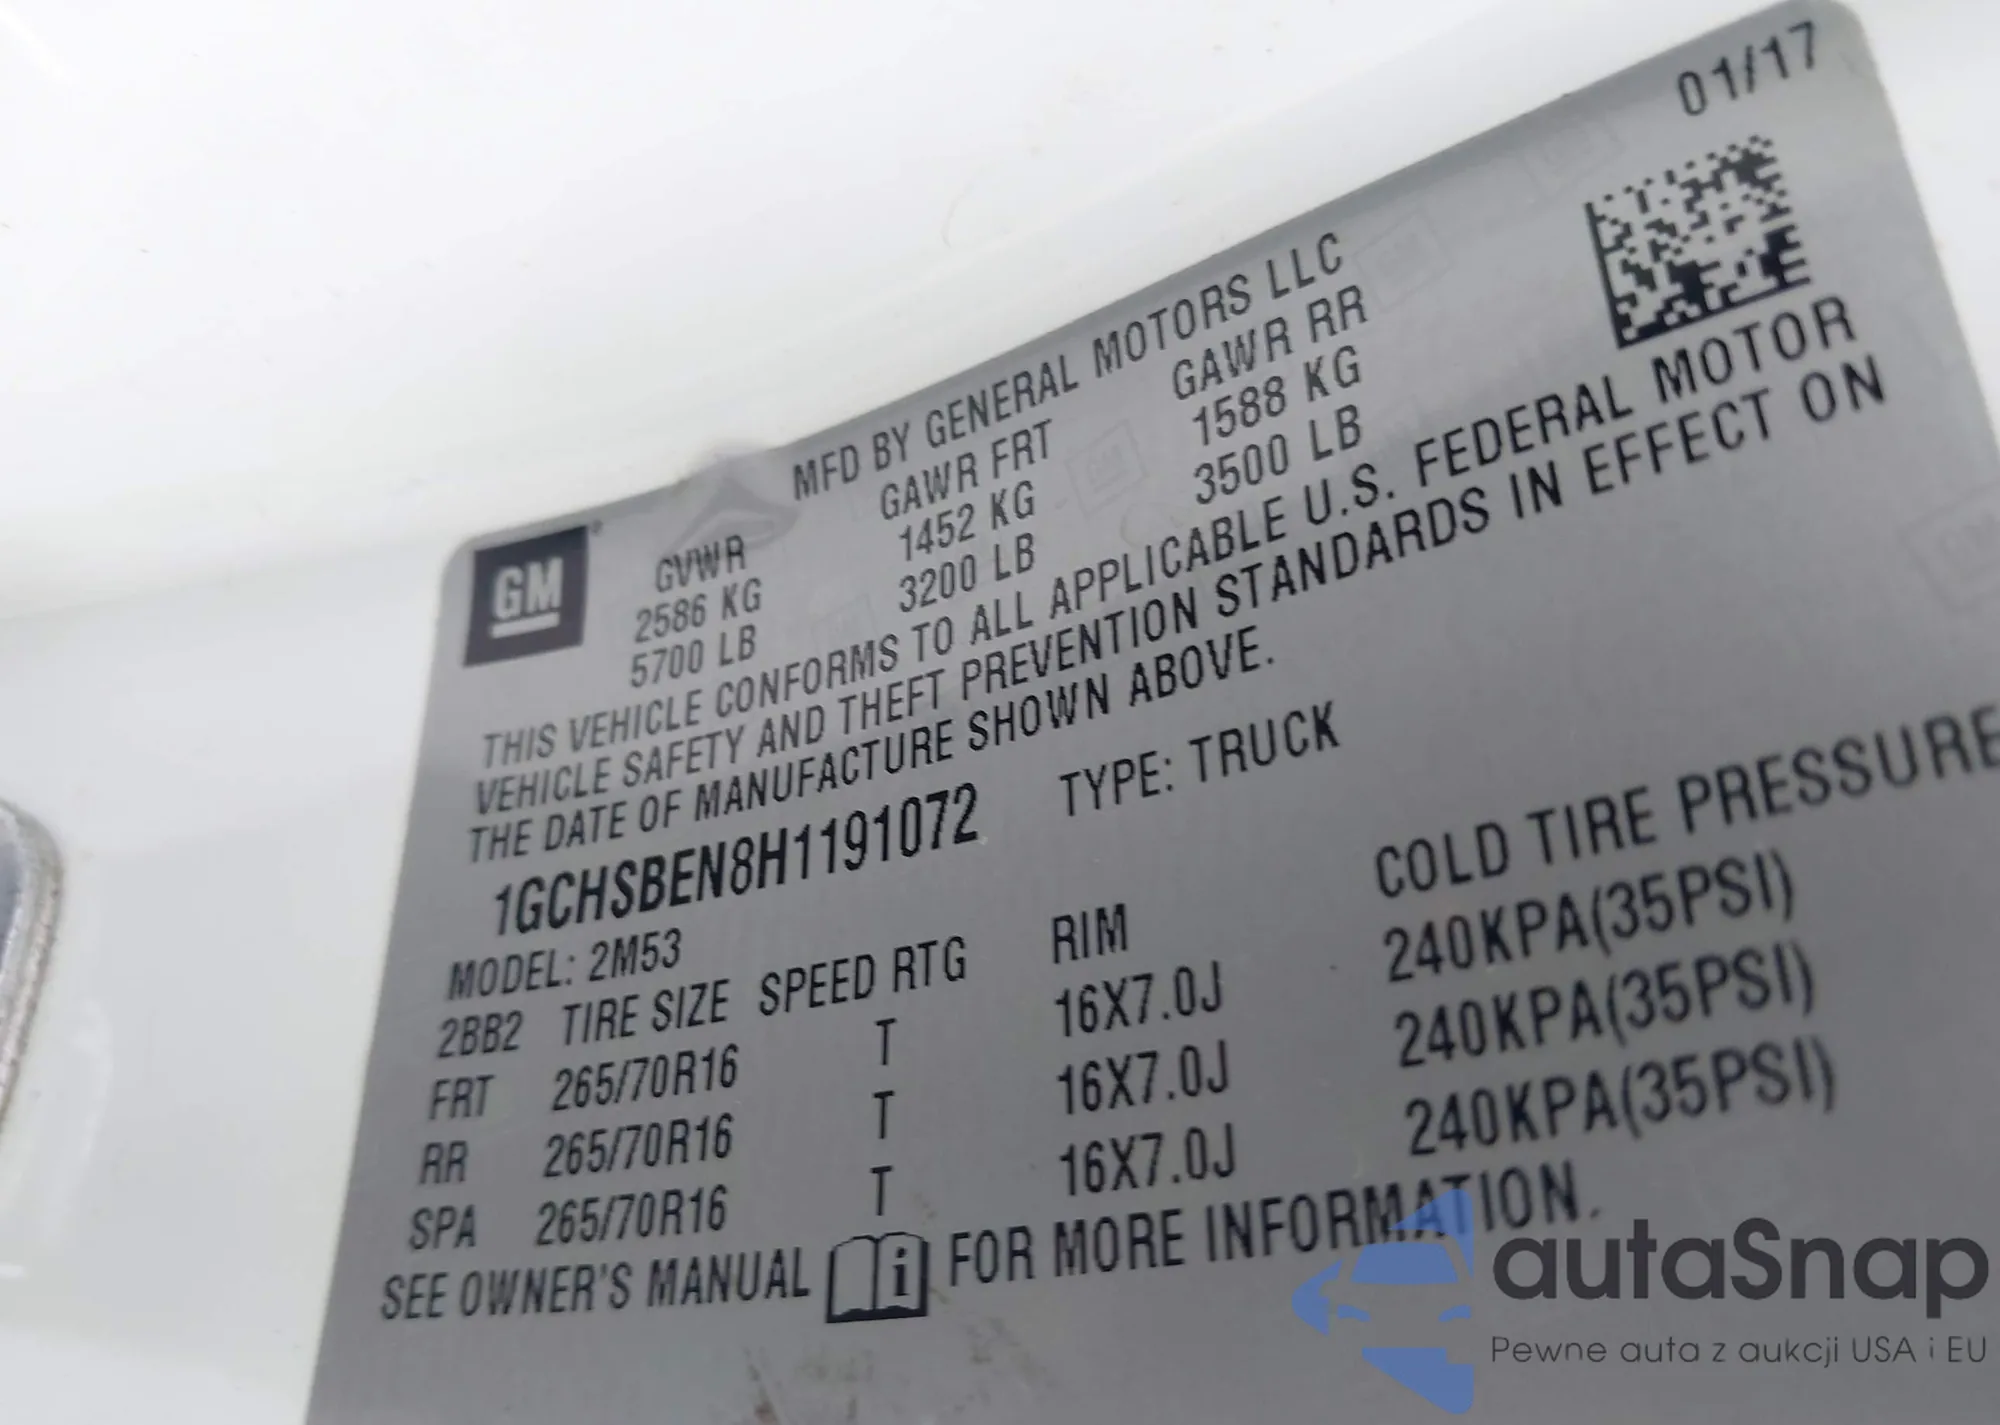 01/17
MFD BY GENERAL MOTORS LLC
GM
GVWR GAWR FRT GAWR RR
2586 KG 1452 KG 1588 KG
5700 LB 3200 LB 3500 LB
THIS VEHICLE CONFORMS TO ALL APPLICABLE U.S. FEDERAL MOTOR
VEHICLE SAFETY AND THEFT PREVENTION STANDARDS IN EFFECT ON
THE DATE OF MANUFACTURE SHOWN ABOVE.
1GCHSBEN8H1191072 TYPE: TRUCK
MODEL: 2M53
2BB2 TIRE SIZE SPEED RTG RIM COLD TIRE PRESSURE
FRT 265/70R16 T 16X7.0J 240KPA(35PSI)
RR 265/70R16 T 16X7.0J 240KPA(35PSI)
SPA 265/70R16 T 16X7.0J 240KPA(35PSI)
SEE OWNER'S MANUAL i FOR MORE INFORMATION.
autaSnap
Pewne auta z aukcji USA i EU